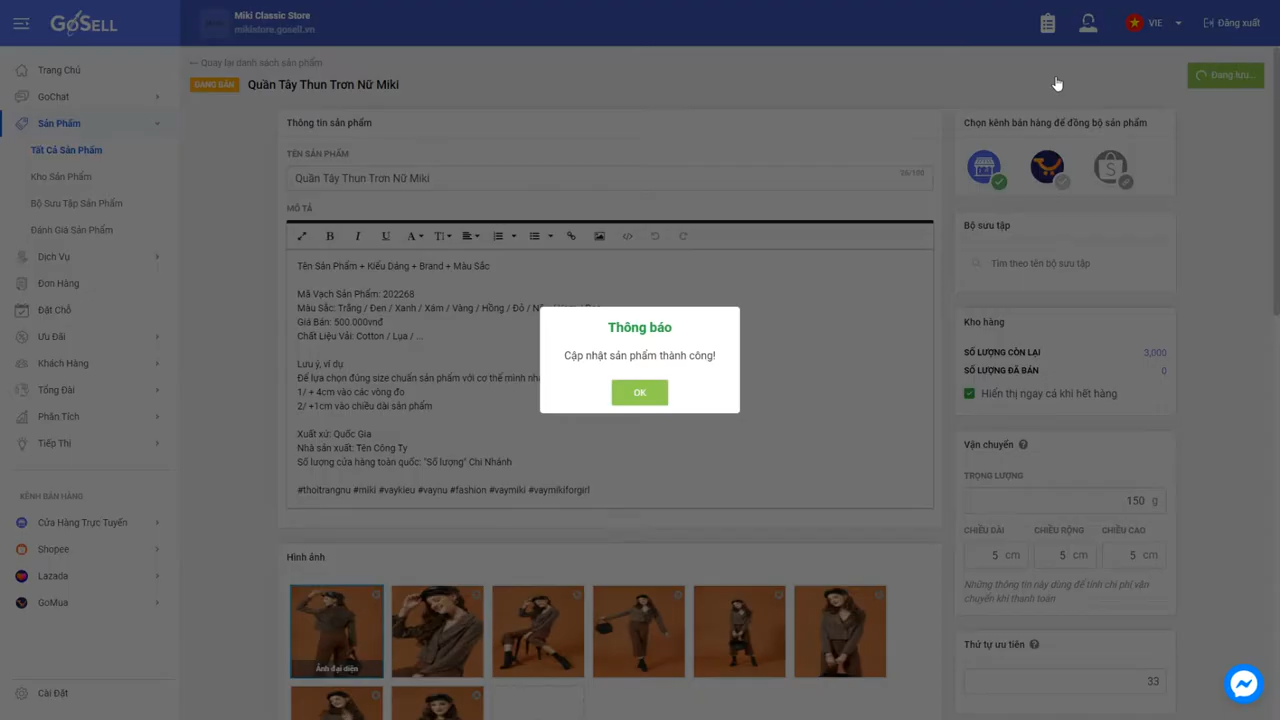 GoSELL
Miki Classic Store
mikistore.gosell.vn
VIE
Đăng xuất
Trang Chủ
GoChat
Sản Phẩm
Tất Cả Sản Phẩm
Kho Sản Phẩm
Bộ Sưu Tập Sản Phẩm
Đánh Giá Sản Phẩm
Dịch Vụ
Đơn Hàng
Đặt Chỗ
Ưu Đãi
Khách Hàng
Tổng Đài
Phân Tích
Tiếp Thị
KÊNH BÁN HÀNG
Cửa Hàng Trực Tuyến
Shopee
Lazada
GoMua
Cài Đặt
Quay lại danh sách sản phẩm
ĐANG BÁN
Quần Tây Thun Trơn Nữ Miki
Đang lưu...
Thông tin sản phẩm
TÊN SẢN PHẨM
Quần Tây Thun Trơn Nữ Miki
26/100
MÔ TẢ
Tên Sản Phẩm + Kiểu Dáng + Brand + Màu Sắc
Mã Vạch Sản Phẩm: 202268
Màu Sắc: Trắng / Đen / Xanh / Xám / Vàng / Hồng / Đỏ /
Giá Bán: 500.000vnđ
Chất Liệu Vải: Cotton / Lụa / ...
Lưu ý, ví dụ
Để lựa chọn đúng size chuẩn sản phẩm với cơ thể mình
1/ + 4cm vào các vòng đo
2/ +1cm vào chiều dài sản phẩm
Xuất xứ: Quốc Gia
Nhà sản xuất: Tên Công Ty
Số lượng cửa hàng toàn quốc: "Số lượng" Chi Nhánh
#thoitrangnu #miki #vaykieu #vaynu #fashion #vaymiki #vaymikiforgirl
Thông báo
Cập nhật sản phẩm thành công!
OK
Hình ảnh
Ảnh đại diện
Chọn kênh bán hàng để đồng bộ sản phẩm
Bộ sưu tập
Tìm theo tên bộ sưu tập
Kho hàng
SỐ LƯỢNG CÒN LẠI 3,000
SỐ LƯỢNG ĐÃ BÁN 0
Hiển thị ngay cả khi hết hàng
Vận chuyển
TRỌNG LƯỢNG
150 g
CHIỀU DÀI CHIỀU RỘNG CHIỀU CAO
5 cm 5 cm 5 cm
Những thông tin này dùng để tính chi phí vận
chuyển khi thanh toán
Thứ tự ưu tiên
33